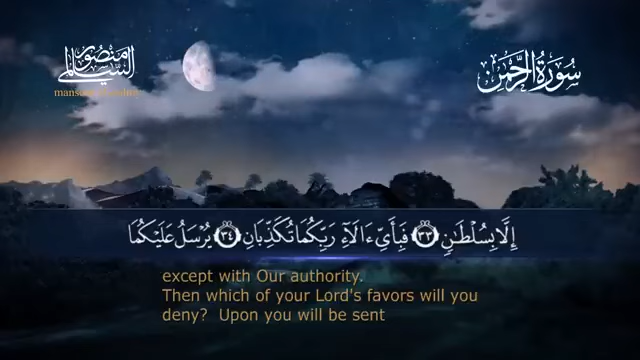 منصور
السالمي
سورة الرحمن
إِلَّا بِسُلْطَـٰنٍ ٣٣ فَبِأَيِّ ءَالَآءِ رَبِّكُمَا تُكَذِّبَانِ ٣٤ يُرْسَلُ عَلَيْكُمَا
except with Our authority.
Then which of your Lord's favors will you
deny?  Upon you will be sent